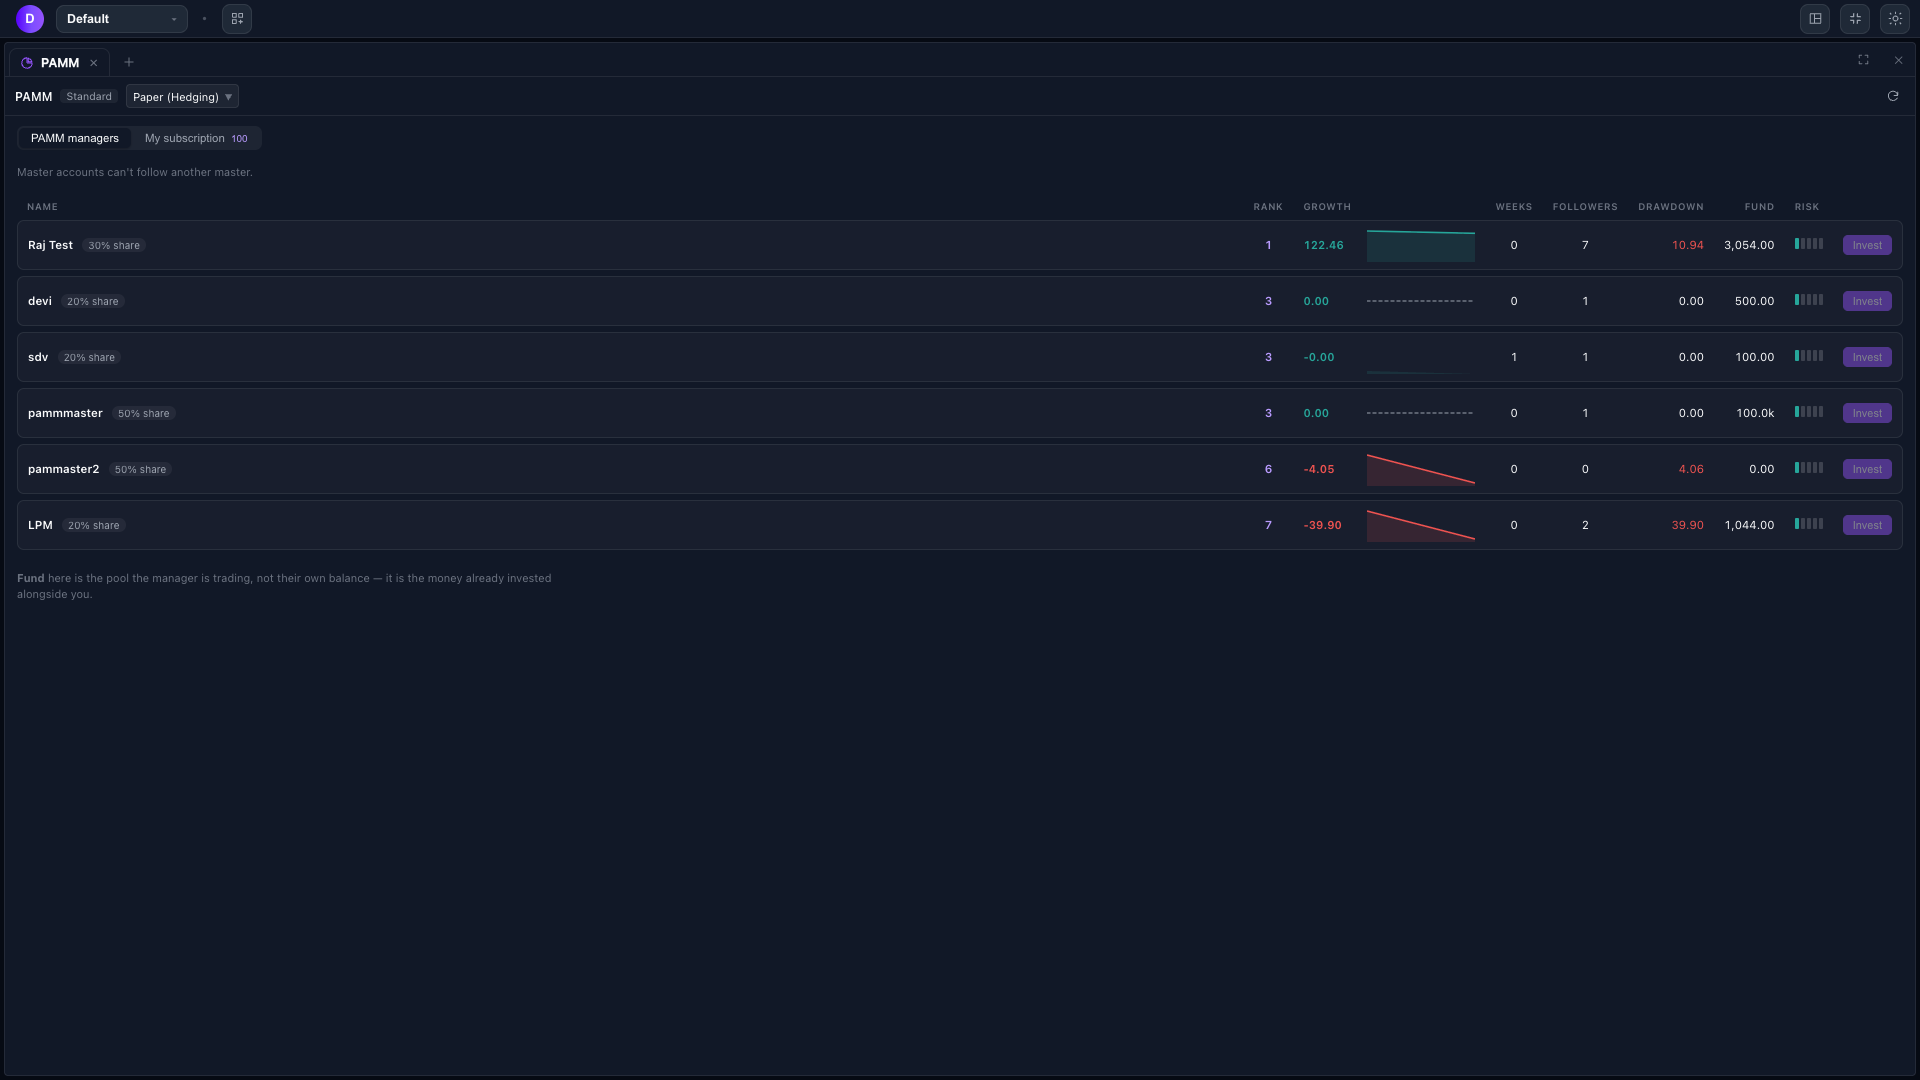 D Default
PAMM
PAMM Standard Paper (Hedging)
PAMM managers My subscription 100
Master accounts can't follow another master.
NAME RANK GROWTH WEEKS FOLLOWERS DRAWDOWN FUND RISK
Raj Test 30% share 1 122.46 0 7 10.94 3,054.00 Invest
devi 20% share 3 0.00 0 1 0.00 500.00 Invest
sdv 20% share 3 -0.00 1 1 0.00 100.00 Invest
pammmaster 50% share 3 0.00 0 1 0.00 100.0k Invest
pammaster2 50% share 6 -4.05 0 0 4.06 0.00 Invest
LPM 20% share 7 -39.90 0 2 39.90 1,044.00 Invest
Fund here is the pool the manager is trading, not their own balance — it is the money already invested
alongside you.